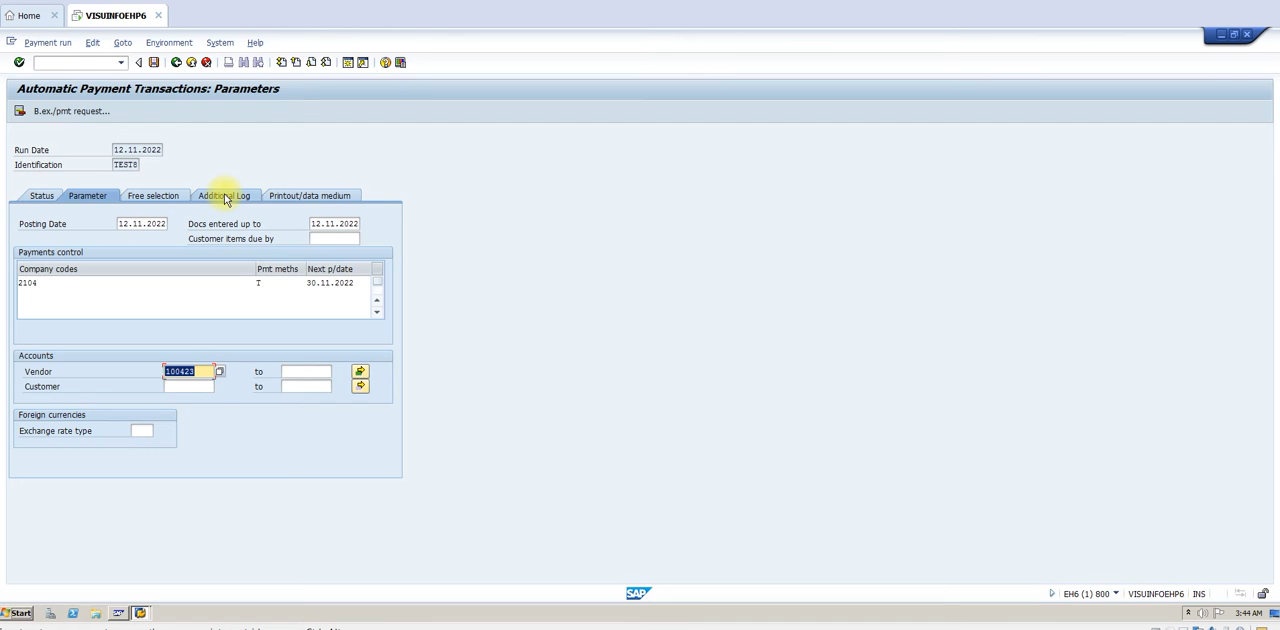 Home
VISUINFOEHP6
Payment run Edit Goto Environment System Help
Automatic Payment Transactions: Parameters
B.ex./pmt request...
Run Date 12.11.2022
Identification TEST8
Status Parameter Free selection Additional Log Printout/data medium
Posting Date 12.11.2022 Docs entered up to 12.11.2022
Customer items due by
Payments control
Company codes Pmt meths Next p/date
2104 T 30.11.2022
Accounts
Vendor 100423 to
Customer to
Foreign currencies
Exchange rate type
SAP
EH6 (1) 800 VISUINFOEHP6 INS
Start 3:44 AM